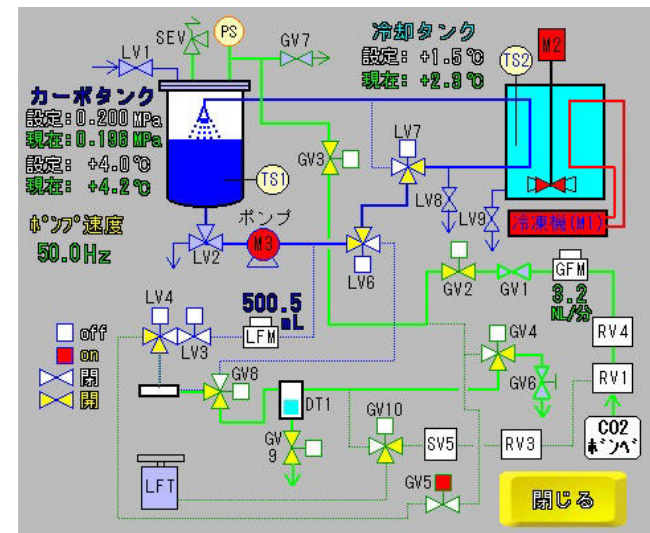 SEV
PS
GV7
LV1
カーボタンク
設定:0.200MPa
現在:0.196MPa
設定: +4.0℃
現在: +4.2℃
ポンプ速度
50.0Hz
冷却タンク
設定: +1.5℃
現在: +2.3℃
TS2
M2
GV3
LV7
TS1
LV8
LV9
冷凍機(M1)
ポンプ
LV2
M3
LV6
GV2
GV1
GFM
3.2
NL/分
LV4
500.5
mL
off
on
閉
開
LV3
LFM
GV4
RV4
GV8
DT1
GV6
RV1
GV10
GV
9
SV5
RV3
CO2
ボンベ
LFT
GV5
閉じる